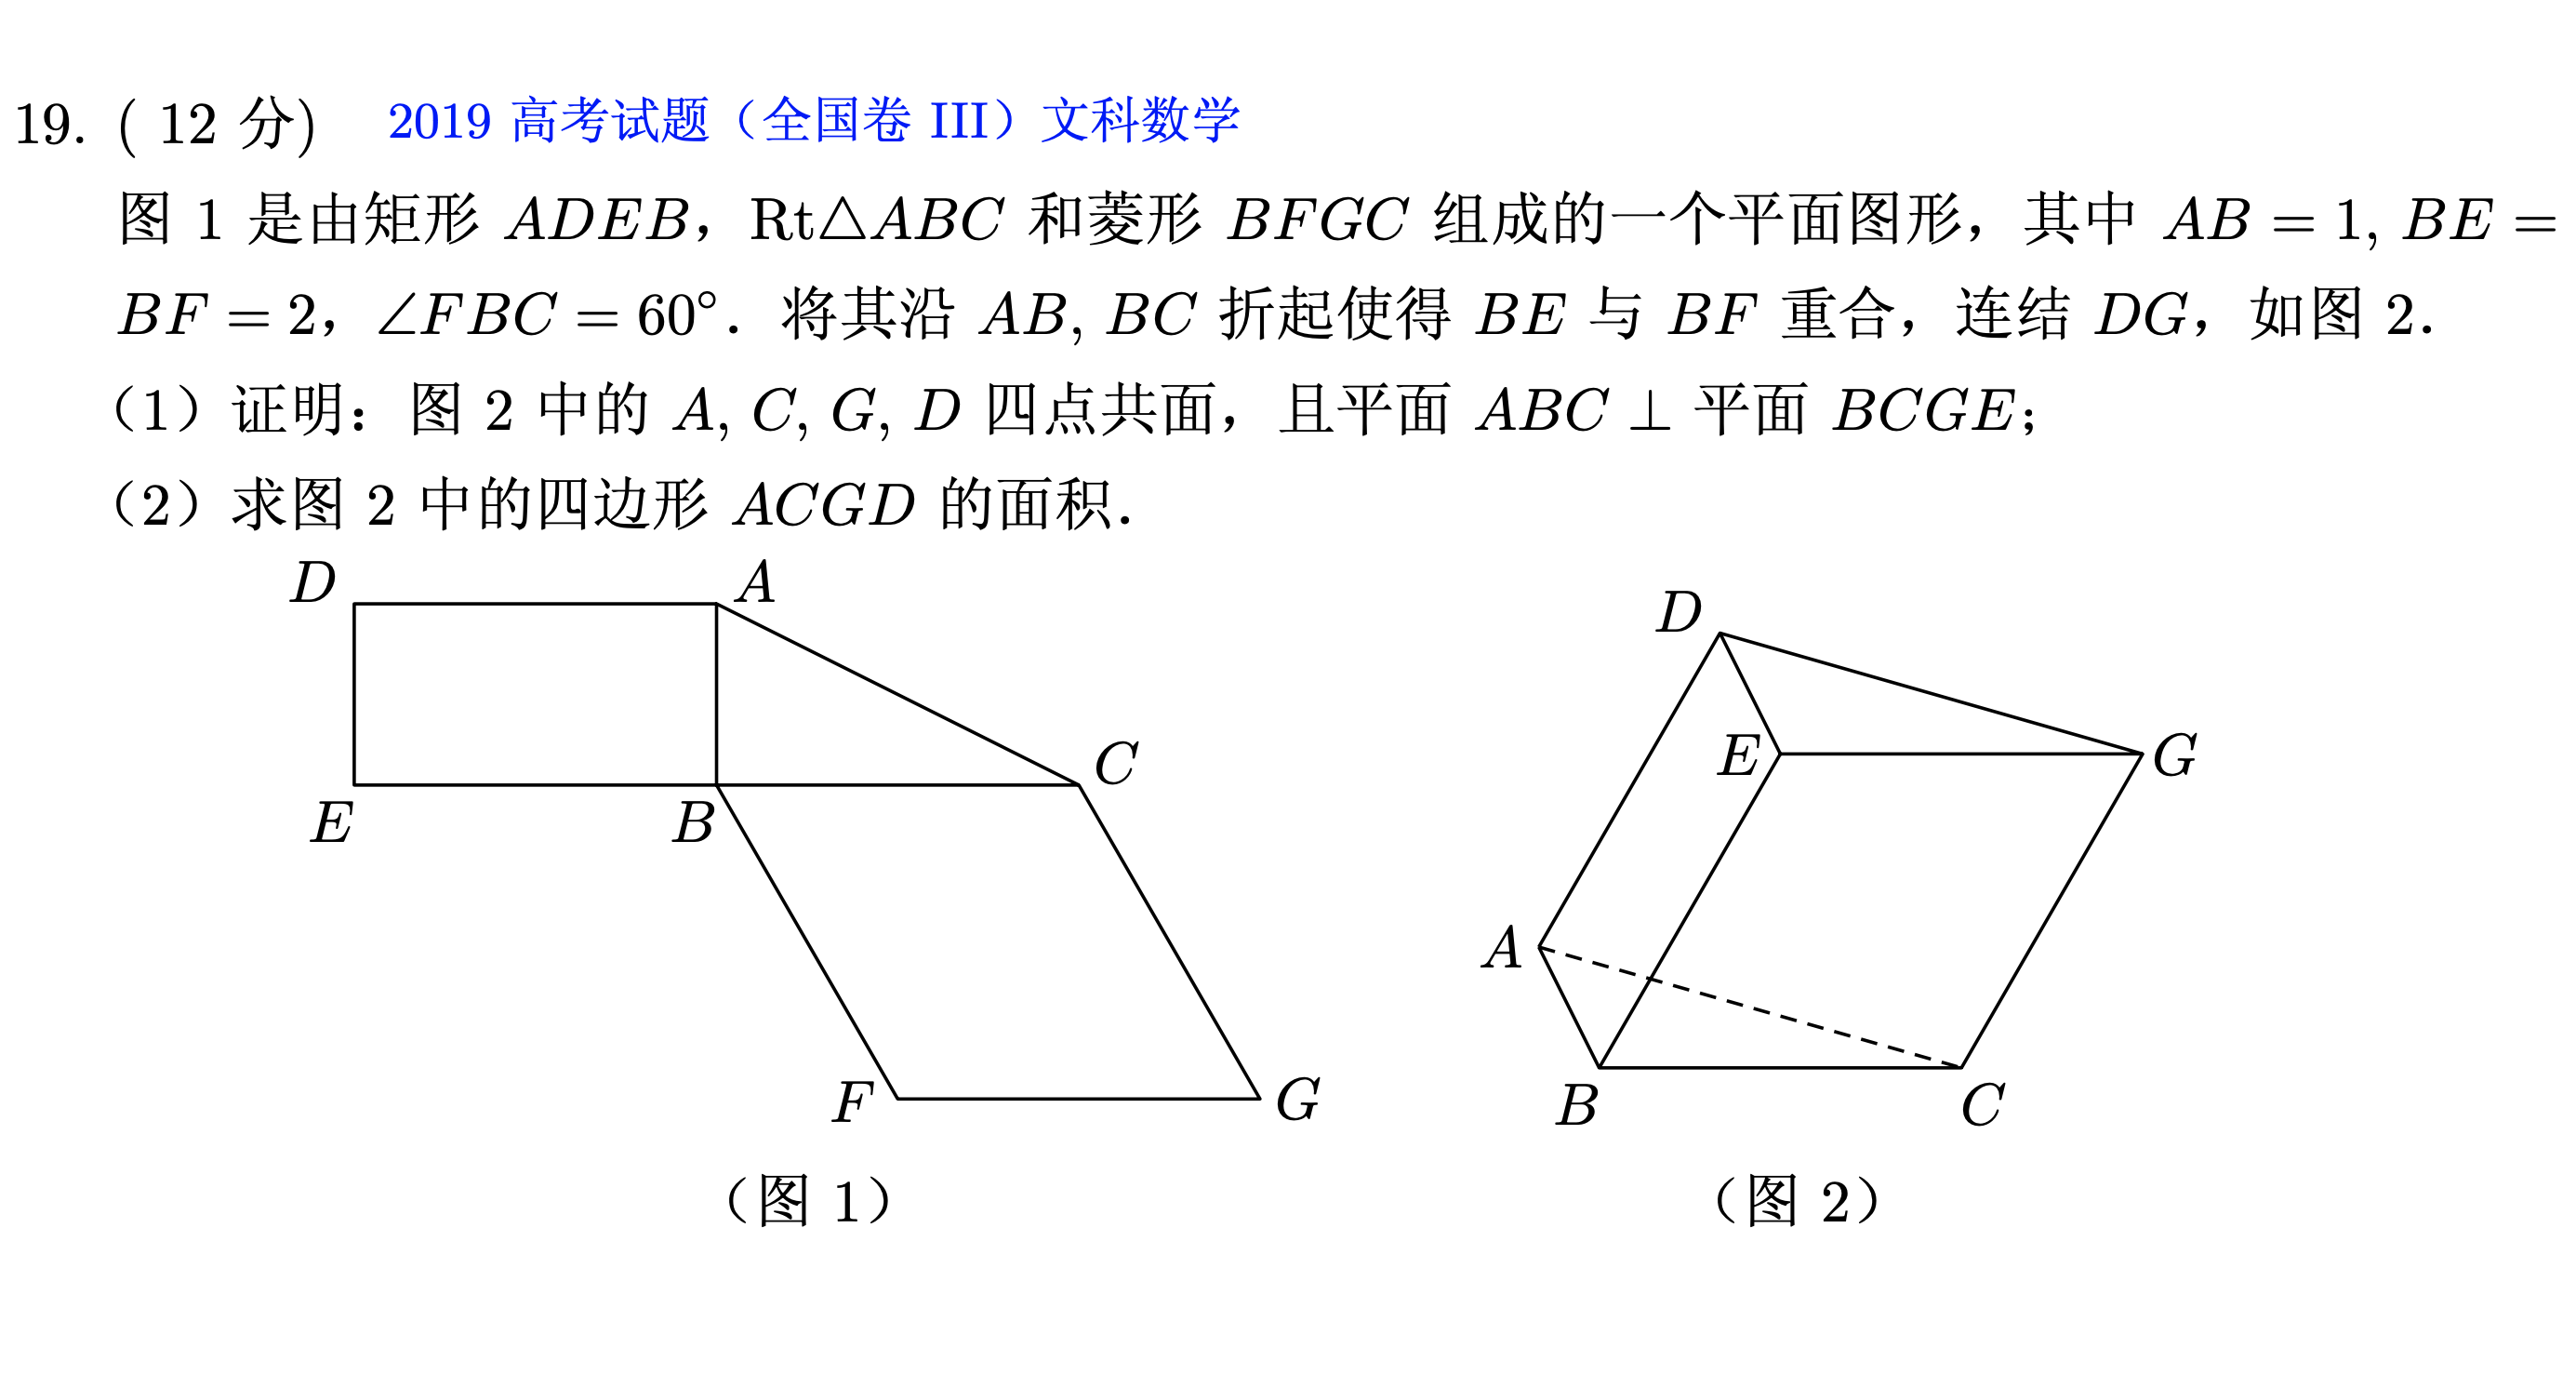 19. ( 12 分) 2019 高考试题（全国卷 III）文科数学
图 1 是由矩形 ADEB，Rt△ABC 和菱形 BFGC 组成的一个平面图形，其中 AB = 1, BE =
BF = 2，∠FBC = 60°．将其沿 AB, BC 折起使得 BE 与 BF 重合，连结 DG，如图 2．
（1）证明：图 2 中的 A, C, G, D 四点共面，且平面 ABC ⊥ 平面 BCGE；
（2）求图 2 中的四边形 ACGD 的面积．
D A
E B C
F G
（图 1）
D
E G
A
B C
（图 2）